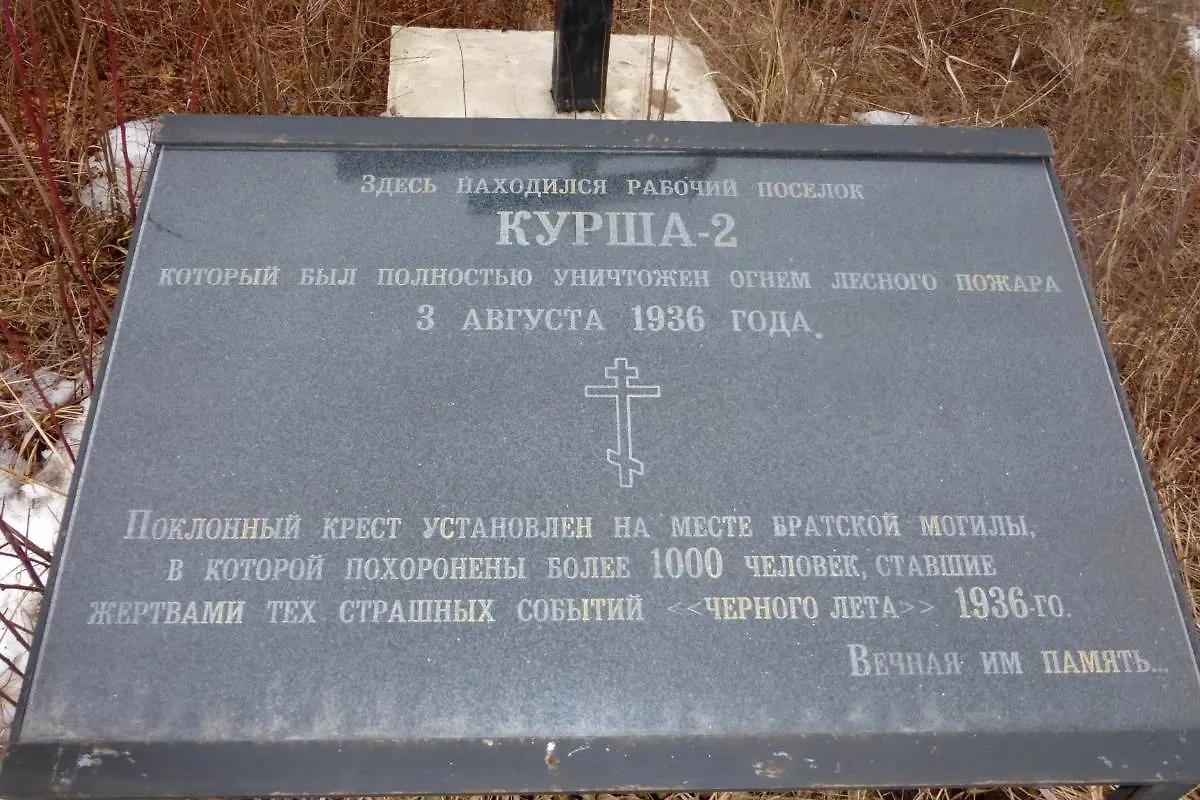 Здесь находился рабочий поселок
КУРША-2
который был полностью уничтожен огнем лесного пожара
3 августа 1936 года.
Поклонный крест установлен на месте братской могилы,
в которой похоронены более 1000 человек, ставшие
жертвами тех страшных событий <<черного лета>> 1936-го.
Вечная им память...